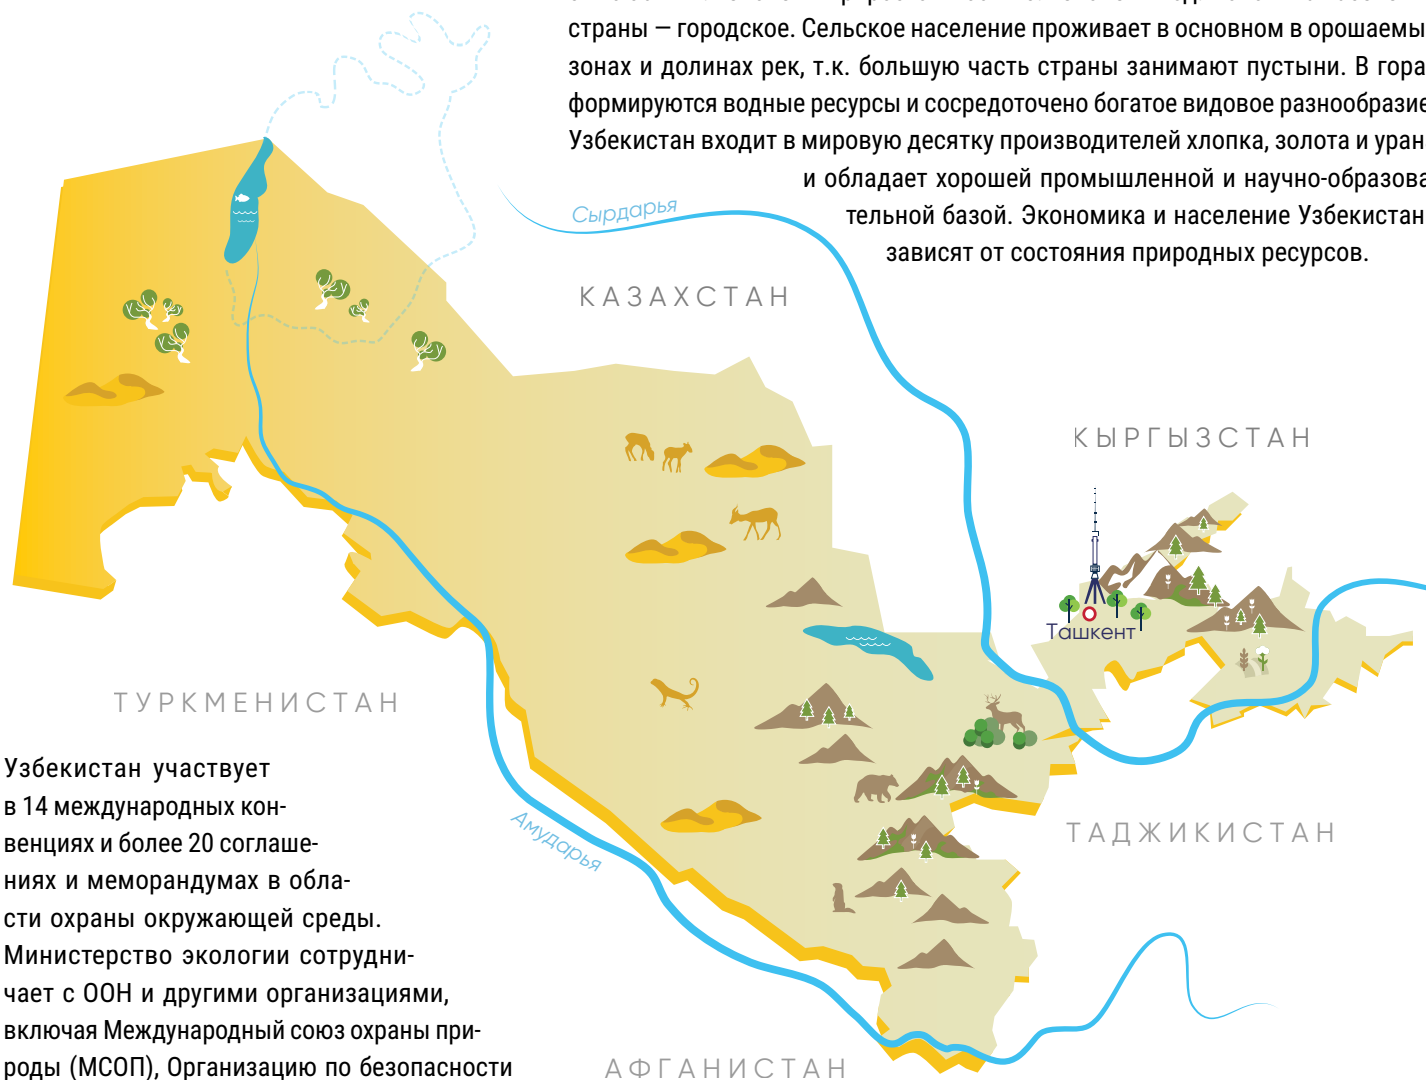 страны — городское. Сельское население проживает в основном в орошаемы
зонах и долинах рек, т.к. большую часть страны занимают пустыни. В гора
формируются водные ресурсы и сосредоточено богатое видовое разнообразие
Узбекистан входит в мировую десятку производителей хлопка, золота и уран
и обладает хорошей промышленной и научно-образова
тельной базой. Экономика и население Узбекистан
зависят от состояния природных ресурсов.
Сырдарья
КАЗАХСТАН
КЫРГЫЗСТАН
Ташкент
ТУРКМЕНИСТАН
Амударья
ТАДЖИКИСТАН
АФГАНИСТАН
Узбекистан участвует
в 14 международных кон-
венциях и более 20 соглаше-
ниях и меморандумах в обла-
сти охраны окружающей среды.
Министерство экологии сотрудни-
чает с ООН и другими организациями,
включая Международный союз охраны при-
роды (МСОП), Организацию по безопасности